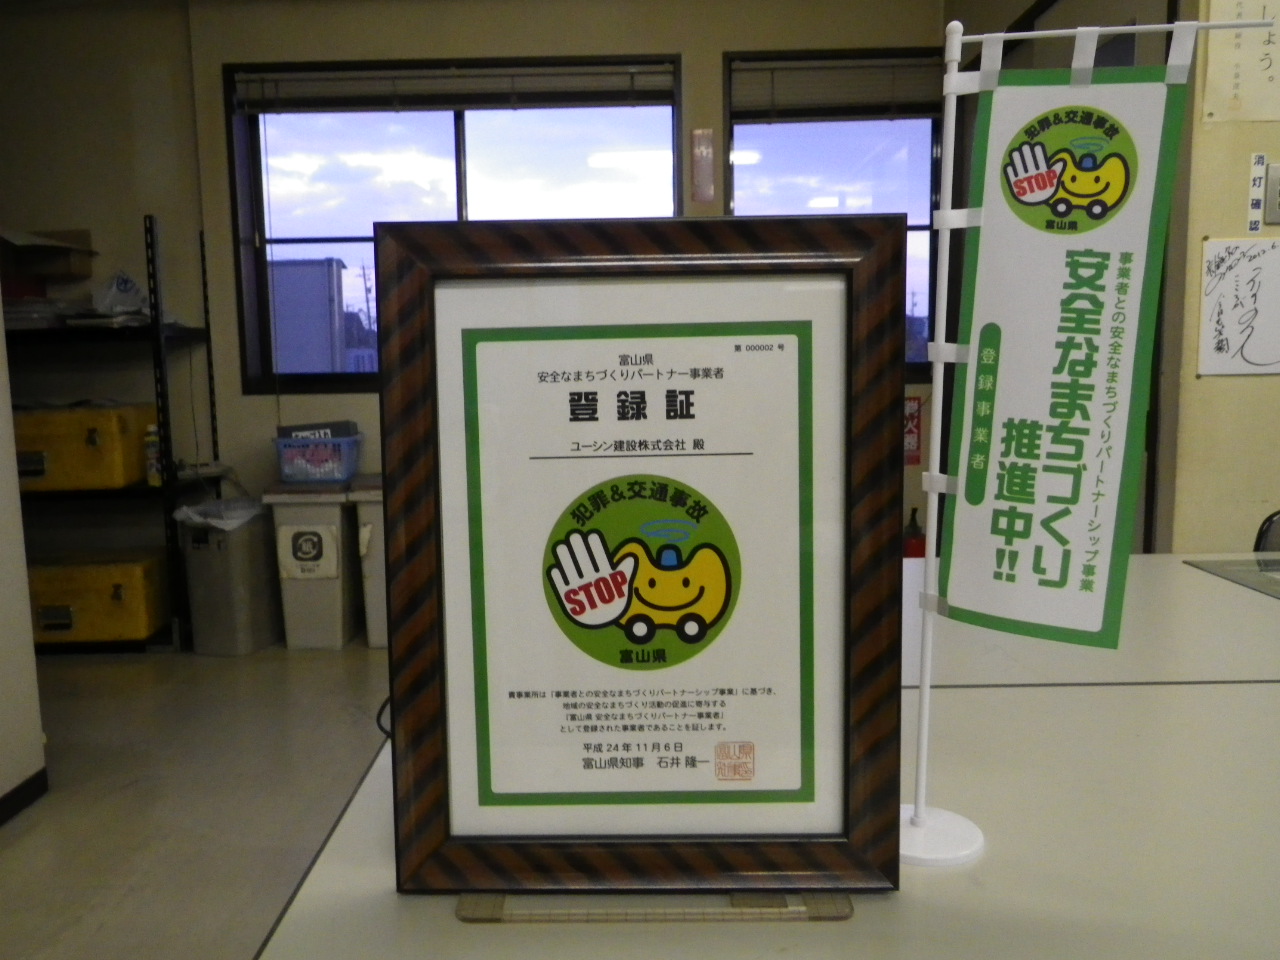 第 000002 号
富山県
安全なまちづくりパートナー事業者
登録証
ユーシン建設株式会社 殿
犯罪&交通事故
STOP
富山県
貴事業所は「事業者との安全なまちづくりパートナーシップ事業」に基づき、
地域の安全なまちづくり活動の促進に寄与する
「富山県 安全なまちづくりパートナー事業者」
として登録された事業者であることを証します。
平成24年11月6日
富山県知事 石井 隆一
犯罪&交通事故
STOP
富山県
事業者との安全なまちづくりパートナーシップ事業
安全なまちづくり
推進中!!
登録事業者
しょう。
消灯確認